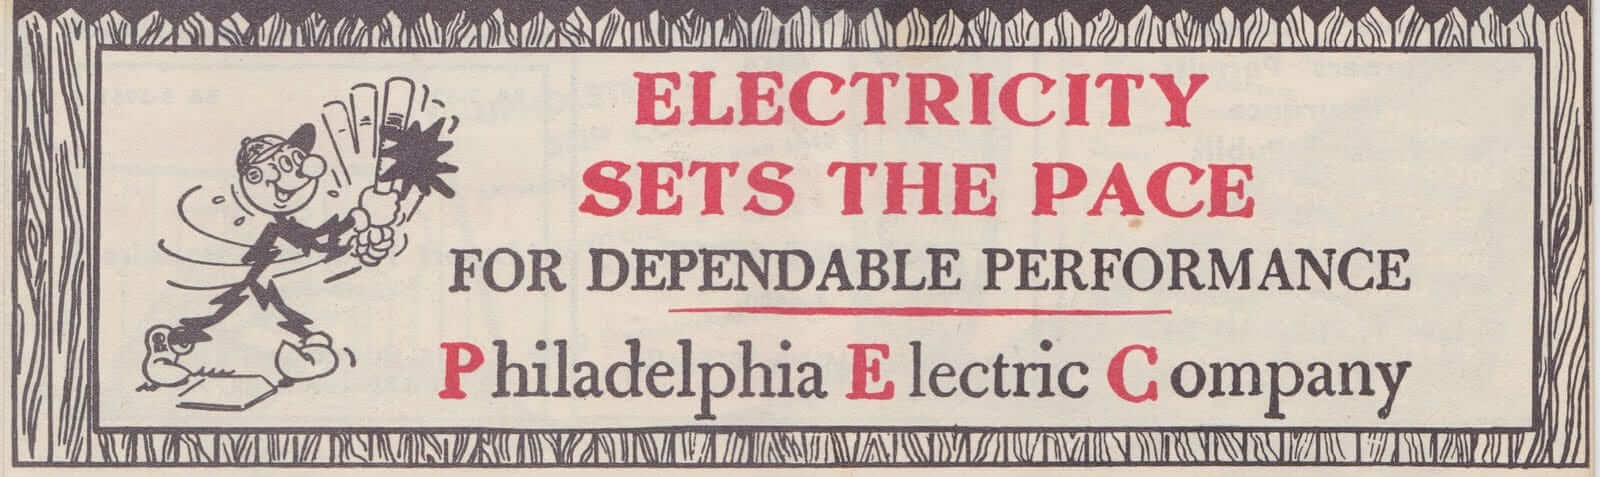 ELECTRICITY
SETS THE PACE
FOR DEPENDABLE PERFORMANCE
Philadelphia Electric Company